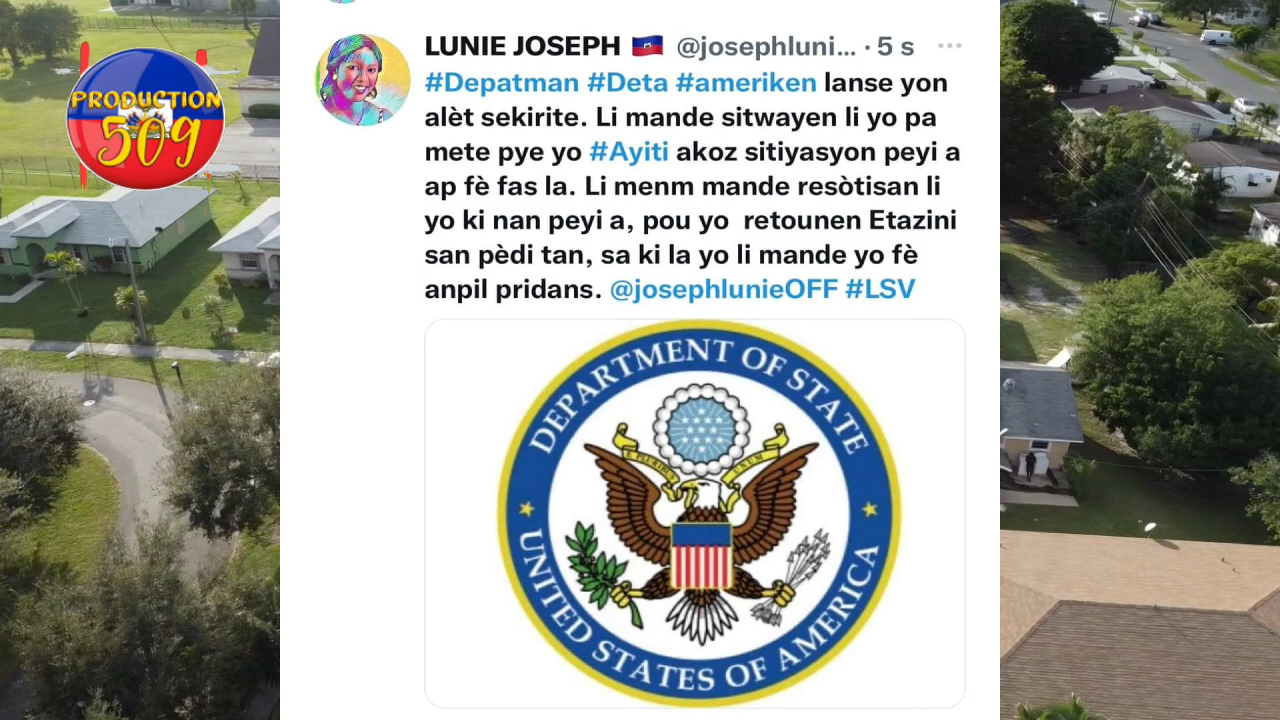 PRODUCTION
509
LUNIE JOSEPH 🇭🇹 @josephluni... · 5 s ...
#Depatman #Deta #ameriken lanse yon
alèt sekirite. Li mande sitwayen li yo pa
mete pye yo #Ayiti akoz sitiyasyon peyi a
ap fè fas la. Li menm mande resòtisan li
yo ki nan peyi a, pou yo  retounen Etazini
san pèdi tan, sa ki la yo li mande yo fè
anpil pridans. @josephlunieOFF #LSV
DEPARTMENT OF STATE
E PLURIBUS UNUM
UNITED STATES OF AMERICA